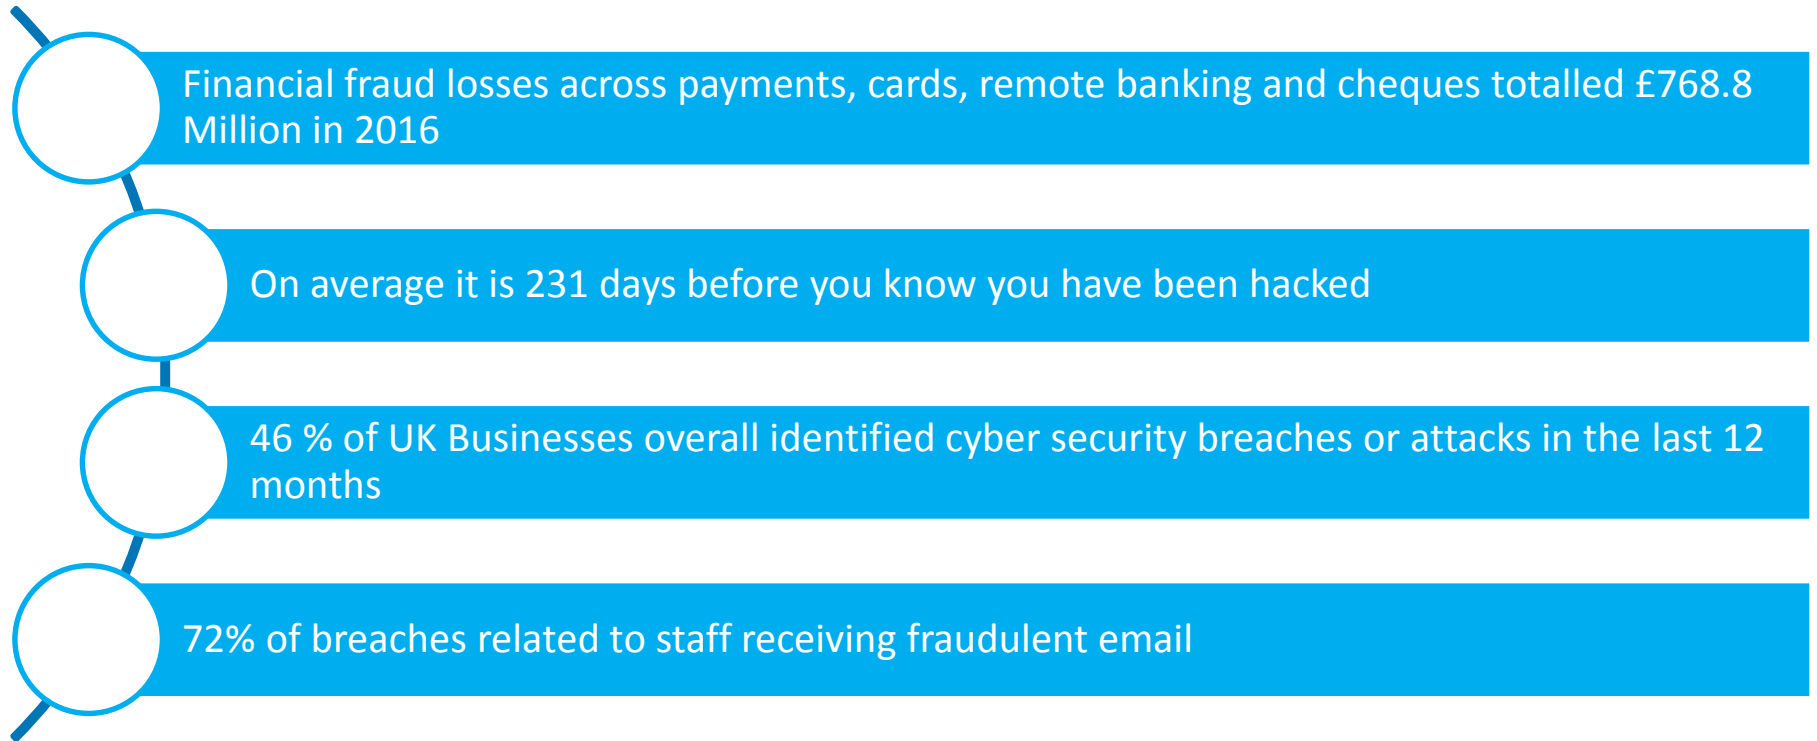 Financial fraud losses across payments, cards, remote banking and cheques totalled £768.8
Million in 2016
On average it is 231 days before you know you have been hacked
46 % of UK Businesses overall identified cyber security breaches or attacks in the last 12
months
72% of breaches related to staff receiving fraudulent email